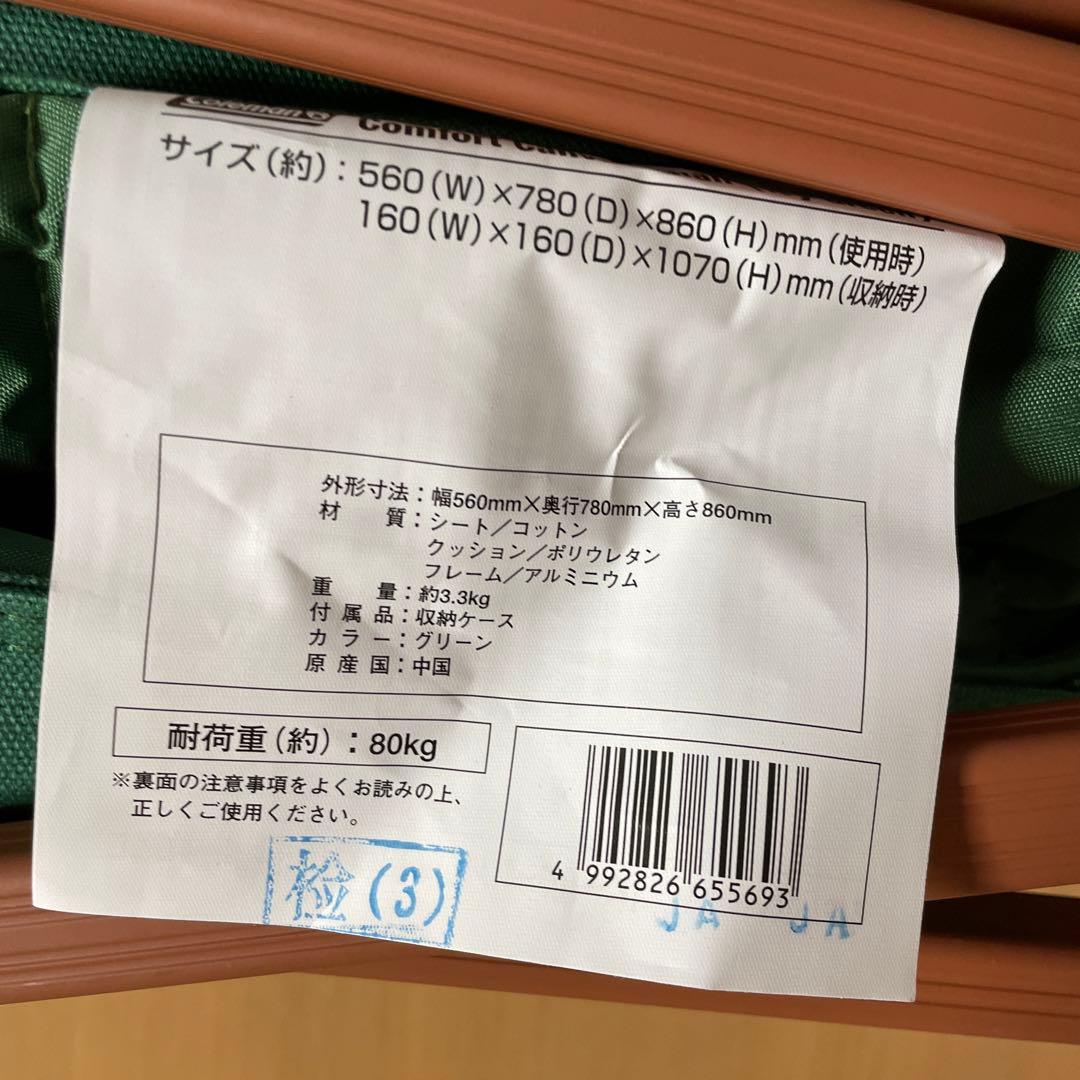 Coleman
Comfort
サイズ(約)：560(W)×780(D)×860(H)mm(使用時)
160(W)×160(D)×1070(H)mm(収納時)
外形寸法：幅560mm×奥行780mm×高さ860mm
材　　質：シート／コットン
クッション／ポリウレタン
フレーム／アルミニウム
重　　量：約3.3kg
付 属 品：収納ケース
カ ラ ー：グリーン
原 産 国：中国
耐荷重(約)：80kg
※裏面の注意事項をよくお読みの上、
正しくご使用ください。
4 992826 655693
检(3)
JA JA